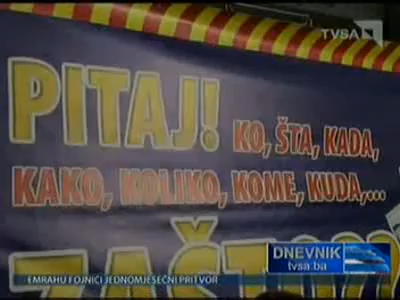 TVSA
PITAJ! KO, ŠTA, KADA,
KAKO, KOLIKO, KOME, KUDA,...
ZAŠTO
DNEVNIK
tvsa.ba
EMRAHU FOJNICI JEDNOMJESEČNI PRITVOR